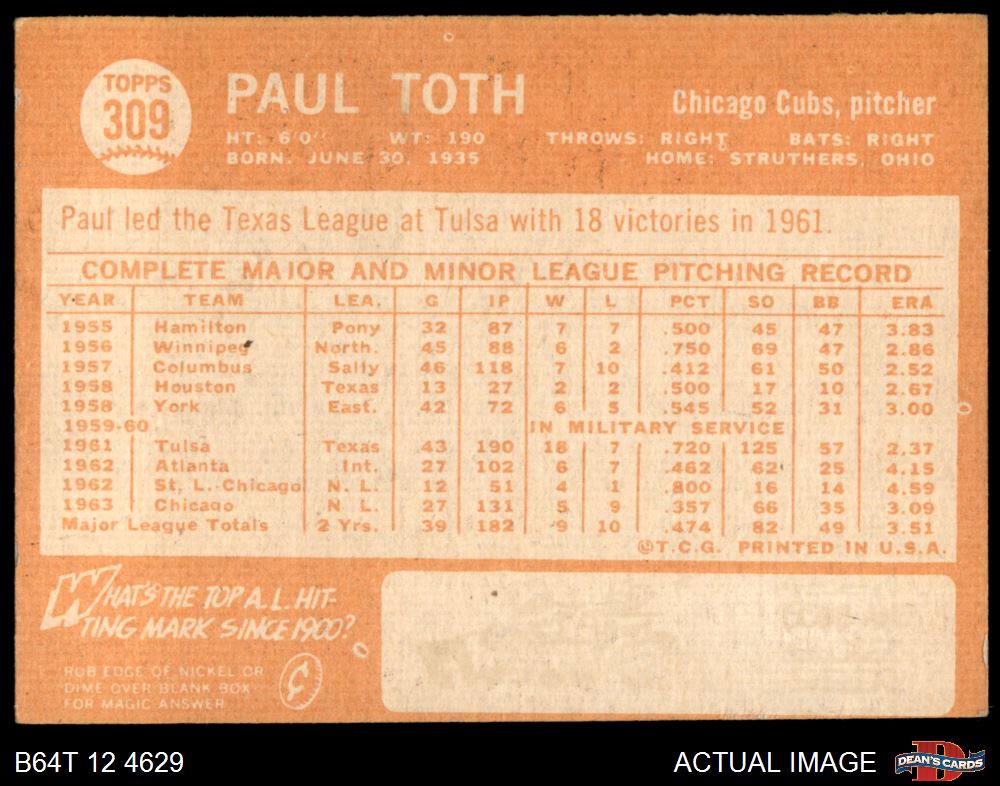 TOPPS
309
PAUL TOTH
Chicago Cubs, pitcher
HT: 6'0" WT: 190 THROWS: RIGHT BATS: RIGHT
BORN: JUNE 30, 1935 HOME: STRUTHERS, OHIO
Paul led the Texas League at Tulsa with 18 victories in 1961.
COMPLETE MAJOR AND MINOR LEAGUE PITCHING RECORD
YEAR TEAM LEA. G IP W L PCT SO BB ERA
1955 Hamilton Pony 32 87 7 7 .500 45 47 3.83
1956 Winnipeg North. 45 88 6 2 .750 69 47 2.86
1957 Columbus Sally 46 118 7 10 .412 61 50 2.52
1958 Houston Texas 13 27 2 2 .500 17 10 2.67
1958 York East. 42 72 6 5 .545 52 31 3.00
1959-60 IN MILITARY SERVICE
1961 Tulsa Texas 43 190 18 7 .720 125 57 2.37
1962 Atlanta Int. 27 102 6 7 .462 62 25 4.15
1962 St. L.-Chicago N. L. 12 51 4 1 .800 16 14 4.59
1963 Chicago N. L. 27 131 5 9 .357 66 35 3.09
Major League Totals 2 Yrs. 39 182 9 10 .474 82 49 3.51
©T.C.G. PRINTED IN U.S.A.
WHAT'S THE TOP A.L. HIT-
TING MARK SINCE 1900?
RUB EDGE OF NICKEL OR
DIME OVER BLANK BOX
FOR MAGIC ANSWER
¢
B64T 12 4629
ACTUAL IMAGE
D
DEAN'S CARDS